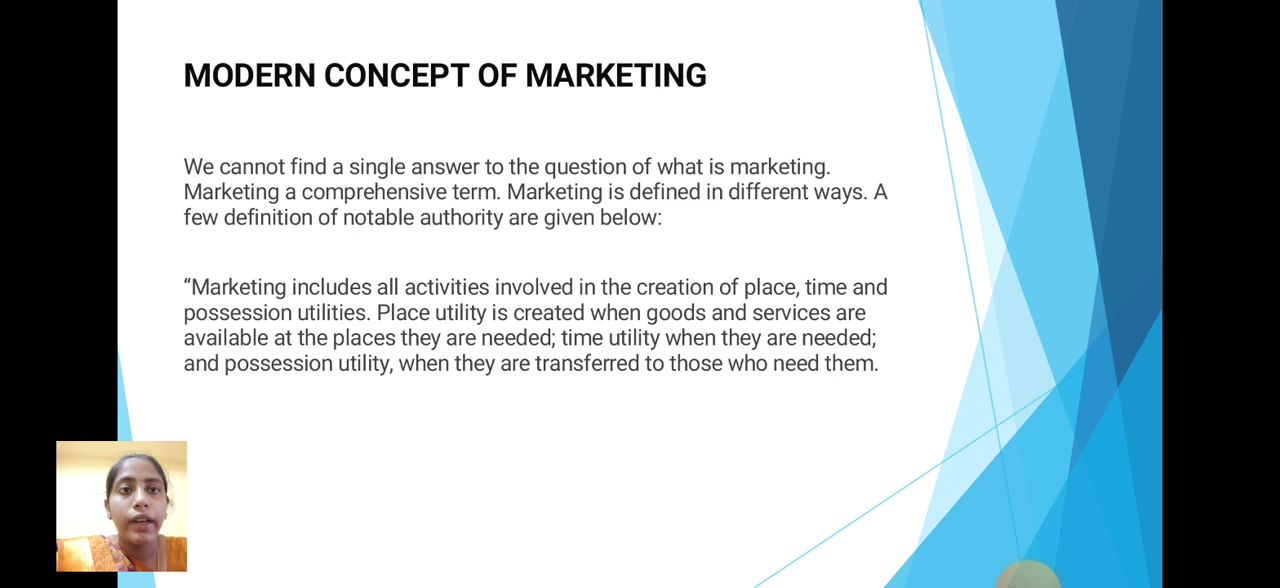 MODERN CONCEPT OF MARKETING
We cannot find a single answer to the question of what is marketing.
Marketing a comprehensive term. Marketing is defined in different ways. A
few definition of notable authority are given below:
“Marketing includes all activities involved in the creation of place, time and
possession utilities. Place utility is created when goods and services are
available at the places they are needed; time utility when they are needed;
and possession utility, when they are transferred to those who need them.